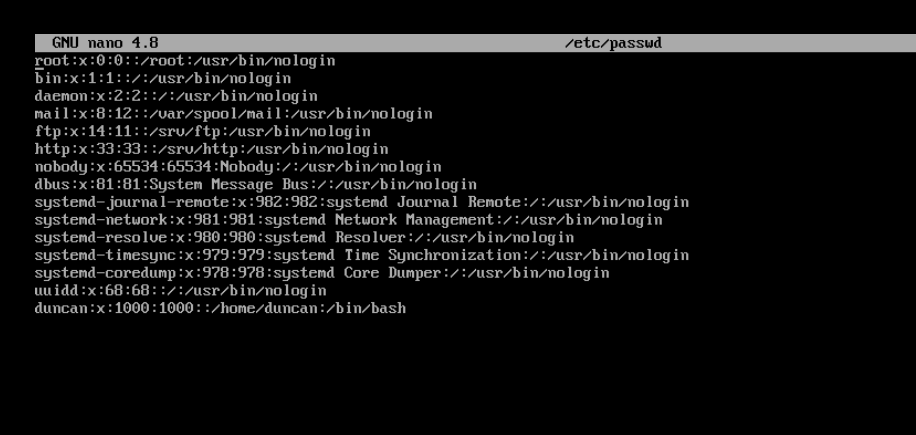 GNU nano 4.8 /etc/passwd
root:x:0:0::/root:/usr/bin/nologin
bin:x:1:1::/:/usr/bin/nologin
daemon:x:2:2::/:/usr/bin/nologin
mail:x:8:12::/var/spool/mail:/usr/bin/nologin
ftp:x:14:11::/srv/ftp:/usr/bin/nologin
http:x:33:33::/srv/http:/usr/bin/nologin
nobody:x:65534:65534:Nobody:/:/usr/bin/nologin
dbus:x:81:81:System Message Bus:/:/usr/bin/nologin
systemd-journal-remote:x:982:982:systemd Journal Remote:/:/usr/bin/nologin
systemd-network:x:981:981:systemd Network Management:/:/usr/bin/nologin
systemd-resolve:x:980:980:systemd Resolver:/:/usr/bin/nologin
systemd-timesync:x:979:979:systemd Time Synchronization:/:/usr/bin/nologin
systemd-coredump:x:978:978:systemd Core Dumper:/:/usr/bin/nologin
uuidd:x:68:68::/:/usr/bin/nologin
duncan:x:1000:1000::/home/duncan:/bin/bash